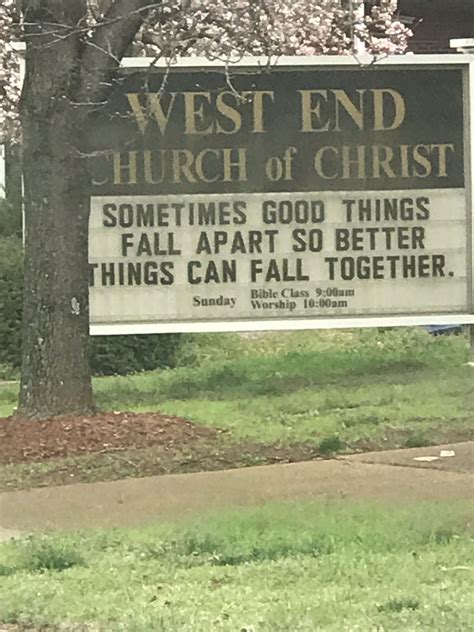 WEST END
CHURCH of CHRIST
SOMETIMES GOOD THINGS
FALL APART SO BETTER
THINGS CAN FALL TOGETHER.
Sunday Bible Class 9:00am
Worship 10:00am